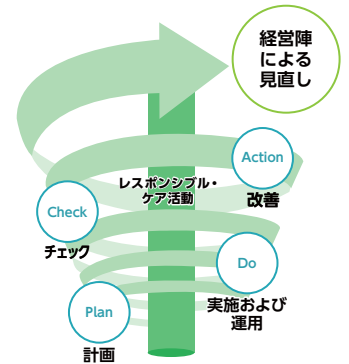 経営陣
による
見直し
Action
改善
レスポンシブル・
ケア活動
Check
チェック
Do
実施および
運用
Plan
計画